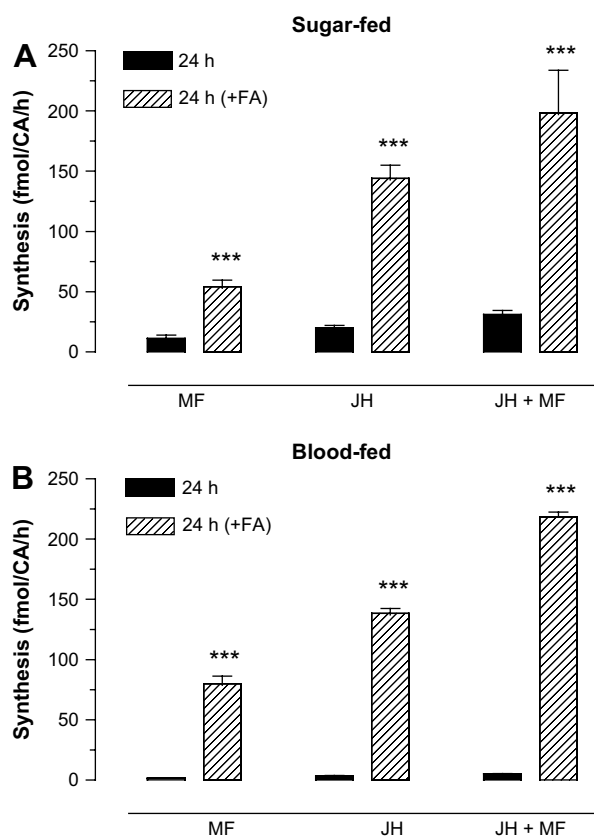 Sugar-fed
A
250
200
150
100
50
0
Synthesis (fmol/CA/h)
24 h
24 h (+FA)
***
***
***
MF JH JH + MF
Blood-fed
B
250
200
150
100
50
0
Synthesis (fmol/CA/h)
24 h
24 h (+FA)
***
***
***
MF JH JH + MF